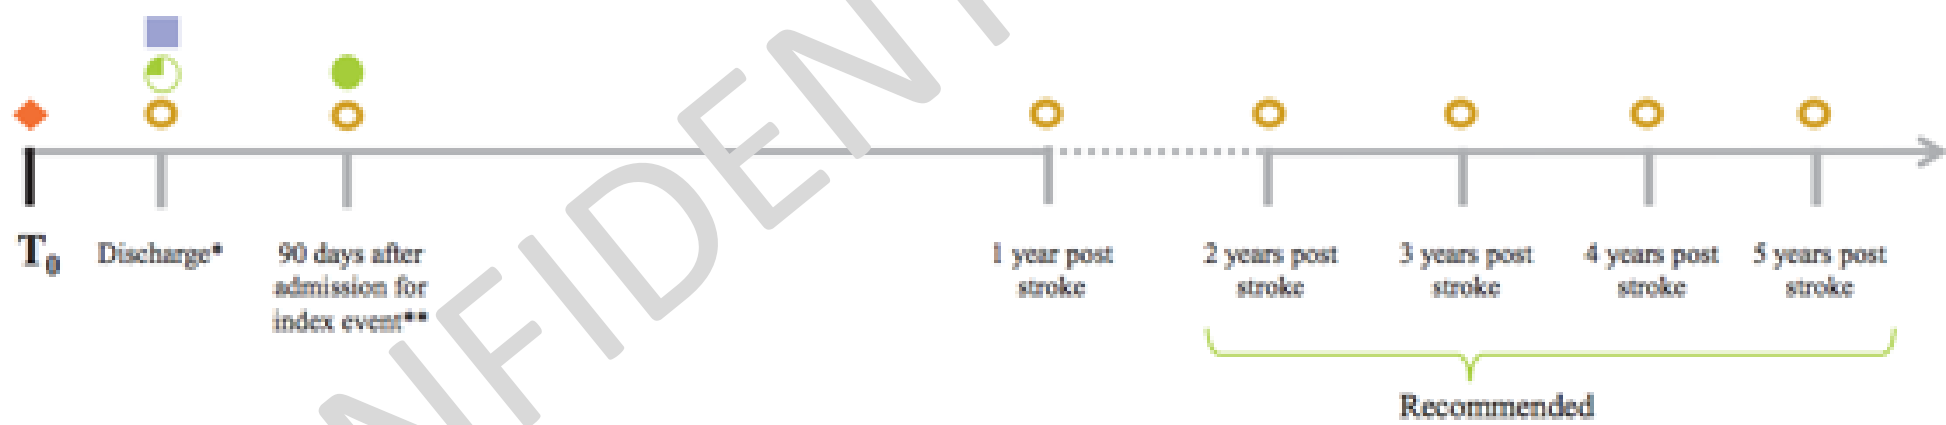 T0
Discharge*
90 days after
admission for
index event**
1 year post
stroke
2 years post
stroke
3 years post
stroke
4 years post
stroke
5 years post
stroke
Recommended
NFIDENT